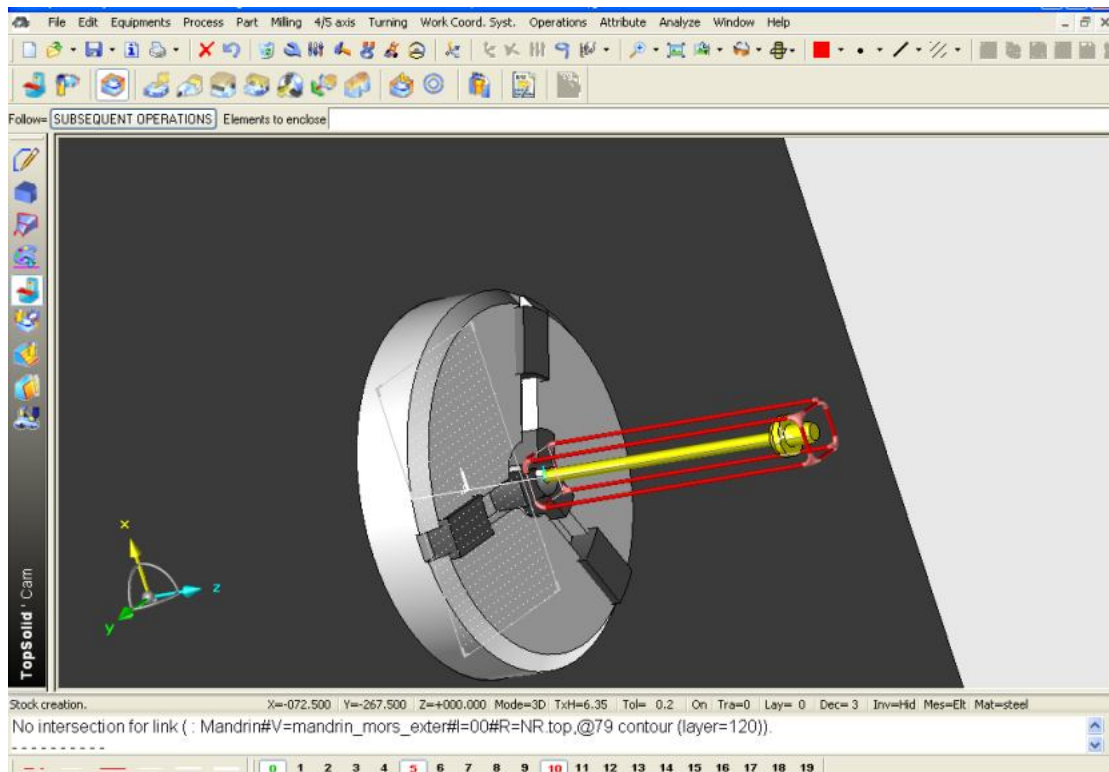 File Edit Equipments Process Part Milling 4/5 axis Turning Work Coord. Syst. Operations Attribute Analyze Window Help
Follow= SUBSEQUENT OPERATIONS Elements to enclose
x
z
y
TopSolid'Cam
Stock creation. X=-072.500 Y=-267.500 Z=+000.000 Mode=3D TxH=6.35 Tol= 0.2 On Tra=0 Lay= 0 Dec= 3 Inv=Hid Mes=Elt Mat=steel
No intersection for link ( : Mandrin#V=mandrin_mors_exter#I=00#R=NR.top,@79 contour (layer=120)).
- - - - - - - - - -
0 1 2 3 4 5 6 7 8 9 10 11 12 13 14 15 16 17 18 19